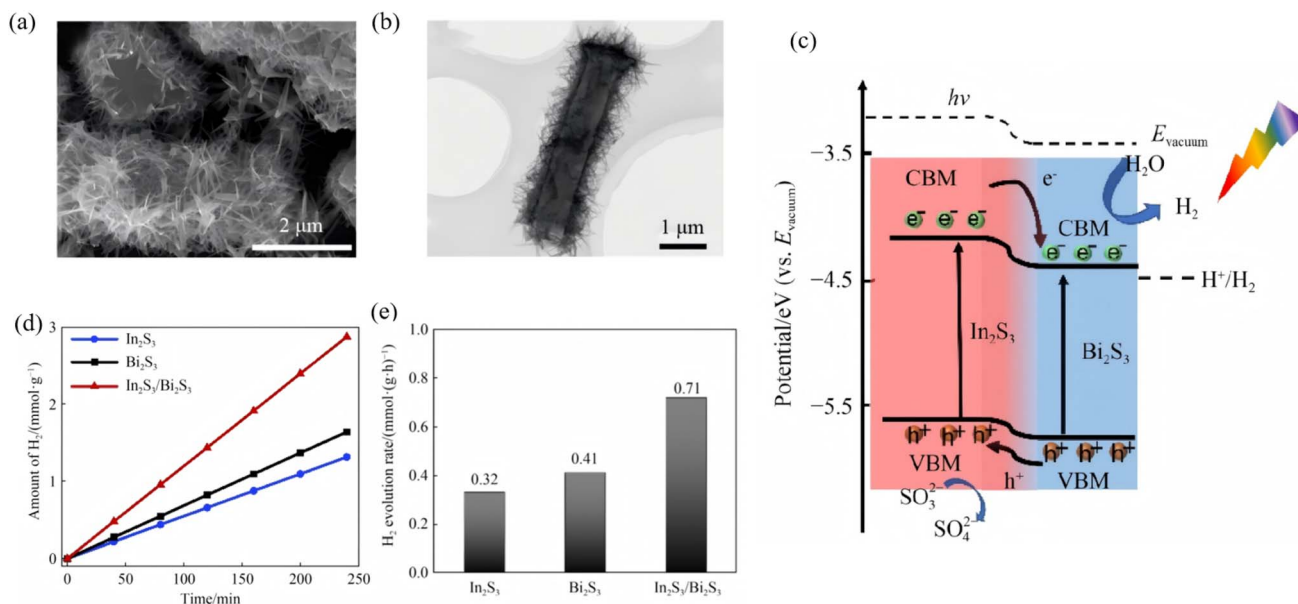 (a)
2 μm
(b)
1 μm
(c)
hν
E_vacuum
−3.5
−4.5
−5.5
Potential/eV (vs. E_vacuum)
CBM
e⁻
e⁻ e⁻ e⁻
H₂O
H₂
CBM
e⁻ e⁻ e⁻
H⁺/H₂
In₂S₃
Bi₂S₃
h⁺ h⁺ h⁺
VBM
h⁺
h⁺ h⁺ h⁺
VBM
SO₃²⁻
SO₄²⁻
(d)
In₂S₃
Bi₂S₃
In₂S₃/Bi₂S₃
3
2
1
0
Amount of H₂/(mmol·g⁻¹)
0 50 100 150 200 250
Time/min
(e)
1.0
0.8
0.6
0.4
0.2
0.0
H₂ evolution rate/(mmol·(g·h)⁻¹)
0.32
0.41
0.71
In₂S₃
Bi₂S₃
In₂S₃/Bi₂S₃